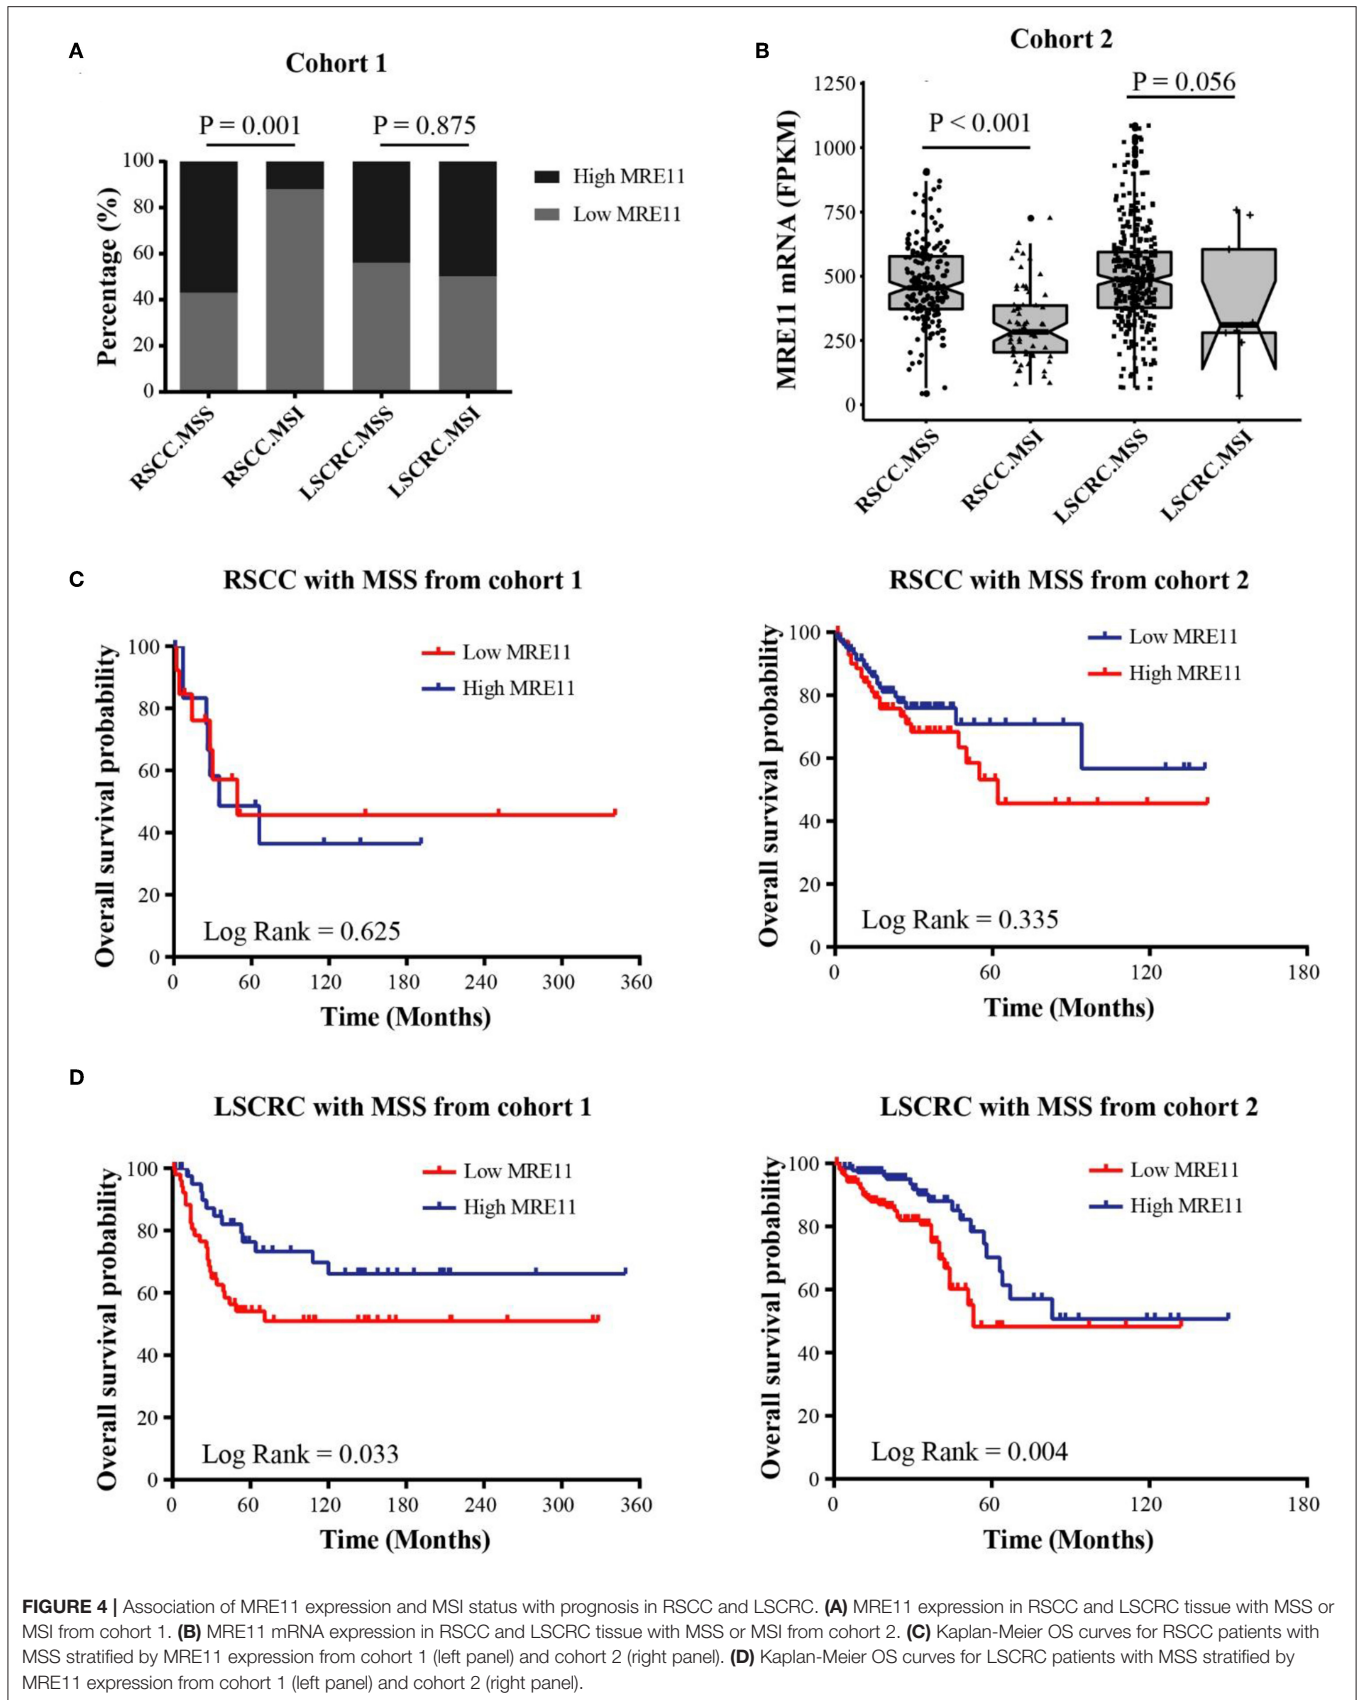 A
Cohort 1
P = 0.001
P = 0.875
Percentage (%)
100
80
60
40
20
0
High MRE11
Low MRE11
RSCC.MSS
RSCC.MSI
LSCRC.MSS
LSCRC.MSI
B
Cohort 2
P < 0.001
P = 0.056
MRE11 mRNA (FPKM)
1250
1000
750
500
250
0
RSCC.MSS
RSCC.MSI
LSCRC.MSS
LSCRC.MSI
C
RSCC with MSS from cohort 1
Overall survival probability
100
80
60
40
20
0
Low MRE11
High MRE11
Log Rank = 0.625
0 60 120 180 240 300 360
Time (Months)
RSCC with MSS from cohort 2
Overall survival probability
100
80
60
40
20
0
Low MRE11
High MRE11
Log Rank = 0.335
0 60 120 180
Time (Months)
D
LSCRC with MSS from cohort 1
Overall survival probability
100
80
60
40
20
0
Low MRE11
High MRE11
Log Rank = 0.033
0 60 120 180 240 300 360
Time (Months)
LSCRC with MSS from cohort 2
Overall survival probability
100
80
60
40
20
0
Low MRE11
High MRE11
Log Rank = 0.004
0 60 120 180
Time (Months)
FIGURE 4 | Association of MRE11 expression and MSI status with prognosis in RSCC and LSCRC. (A) MRE11 expression in RSCC and LSCRC tissue with MSS or
MSI from cohort 1. (B) MRE11 mRNA expression in RSCC and LSCRC tissue with MSS or MSI from cohort 2. (C) Kaplan-Meier OS curves for RSCC patients with
MSS stratified by MRE11 expression from cohort 1 (left panel) and cohort 2 (right panel). (D) Kaplan-Meier OS curves for LSCRC patients with MSS stratified by
MRE11 expression from cohort 1 (left panel) and cohort 2 (right panel).